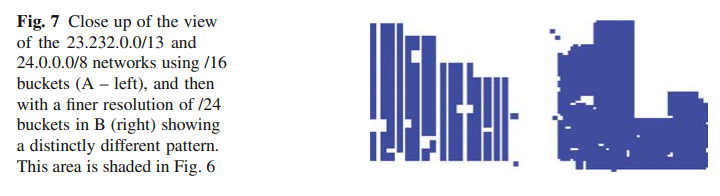 Fig. 7 Close up of the view
of the 23.232.0.0/13 and
24.0.0.0/8 networks using /16
buckets (A – left), and then
with a finer resolution of /24
buckets in B (right) showing
a distinctly different pattern.
This area is shaded in Fig. 6